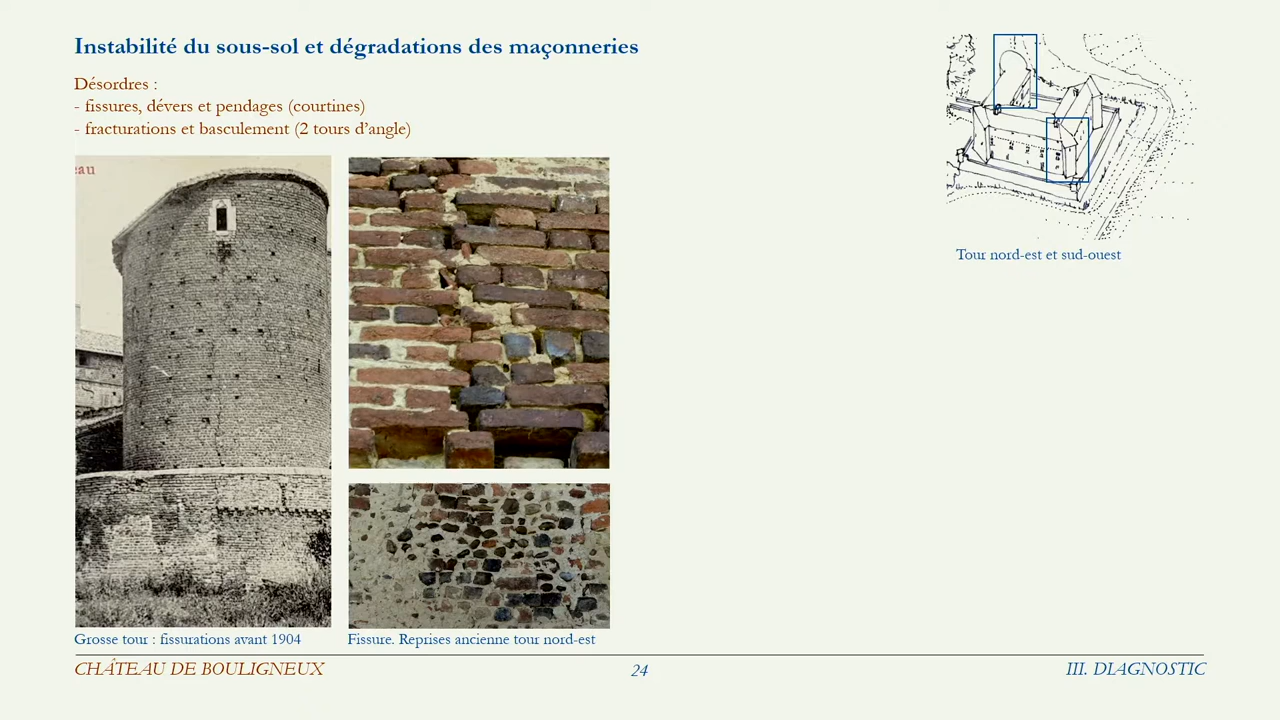 Instabilité du sous-sol et dégradations des maçonneries
Désordres :
- fissures, dévers et pendages (courtines)
- fracturations et basculement (2 tours d'angle)
eau
Tour nord-est et sud-ouest
Grosse tour : fissurations avant 1904
Fissure. Reprises ancienne tour nord-est
CHÂTEAU DE BOULIGNEUX
24
III. DIAGNOSTIC